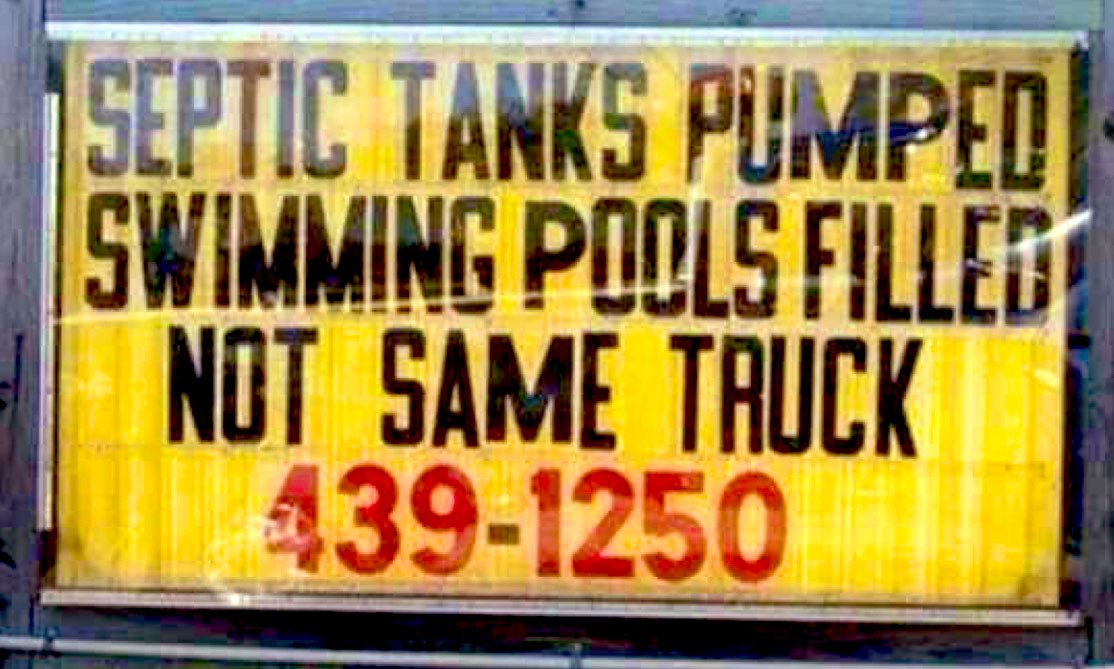 SEPTIC TANKS PUMPED
SWIMMING POOLS FILLED
NOT SAME TRUCK
439-1250